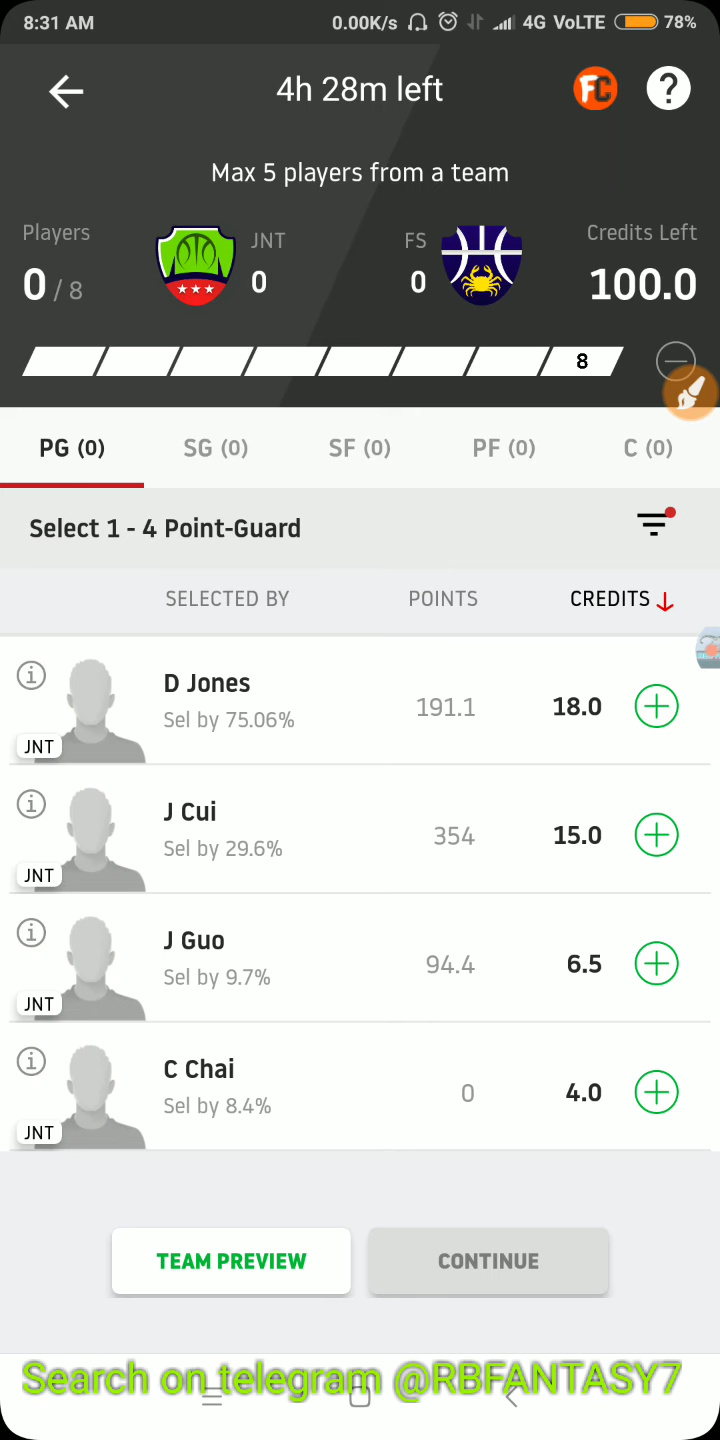 8:31 AM 0.00K/s 4G VoLTE 78%
4h 28m left FC ?
Max 5 players from a team
Players JNT FS Credits Left
0 / 8 0 0 100.0
8
PG (0) SG (0) SF (0) PF (0) C (0)
Select 1 - 4 Point-Guard
SELECTED BY POINTS CREDITS
D Jones
Sel by 75.06% 191.1 18.0
JNT
J Cui
Sel by 29.6% 354 15.0
JNT
J Guo
Sel by 9.7% 94.4 6.5
JNT
C Chai
Sel by 8.4% 0 4.0
JNT
TEAM PREVIEW CONTINUE
Search on telegram @RBFANTASY7